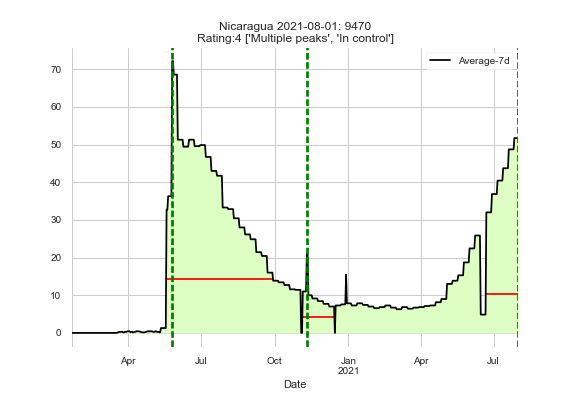 Nicaragua 2021-08-01: 9470
Rating:4 ['Multiple peaks', 'In control']
Average-7d
70
60
50
40
30
20
10
0
Apr
Jul
Oct
Jan
2021
Apr
Jul
Date